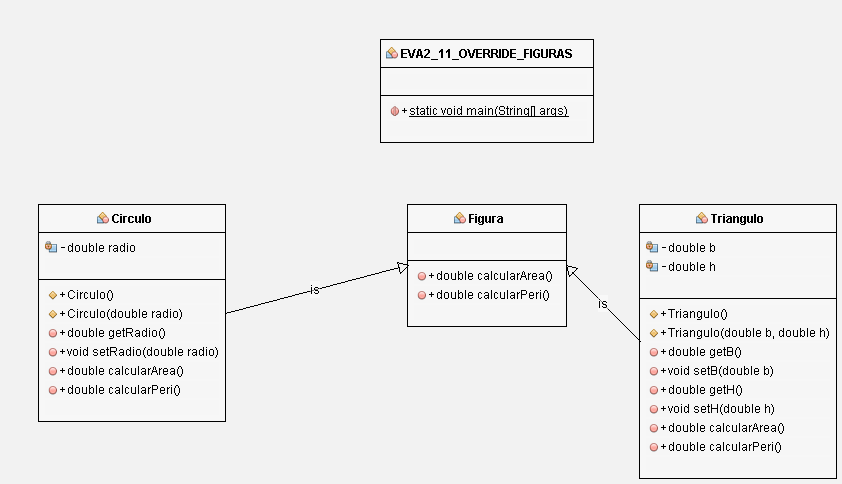 EVA2_11_OVERRIDE_FIGURAS
+static void main(String[] args)
Circulo
-double radio
+Circulo()
+Circulo(double radio)
+double getRadio()
+void setRadio(double radio)
+double calcularArea()
+double calcularPeri()
is
Figura
+double calcularArea()
+double calcularPeri()
is
Triangulo
-double b
-double h
+Triangulo()
+Triangulo(double b, double h)
+double getB()
+void setB(double b)
+double getH()
+void setH(double h)
+double calcularArea()
+double calcularPeri()